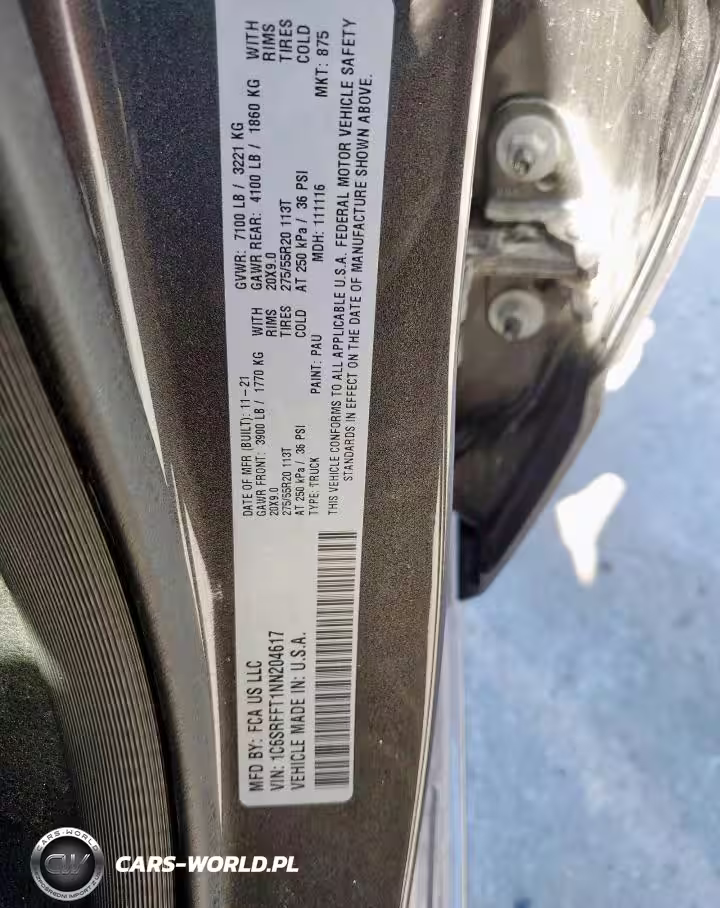 MFD BY: FCA US LLC
VIN: 1C6SRFFT1NN204617
VEHICLE MADE IN: U.S.A.
DATE OF MFR (BUILT): 11-21
GVWR: 7100 LB / 3221 KG
GAWR FRONT: 3900 LB / 1770 KG WITH
GAWR REAR: 4100 LB / 1860 KG WITH
20X9.0 RIMS
20X9.0 RIMS
275/55R20 113T TIRES
275/55R20 113T TIRES
AT 250 kPa / 36 PSI COLD
AT 250 kPa / 36 PSI COLD
TYPE: TRUCK PAINT: PAU MDH: 111116 MKT: 875
THIS VEHICLE CONFORMS TO ALL APPLICABLE U.S.A. FEDERAL MOTOR VEHICLE SAFETY
STANDARDS IN EFFECT ON THE DATE OF MANUFACTURE SHOWN ABOVE.
CARS-WORLD
CW
CARS-WORLD.PL